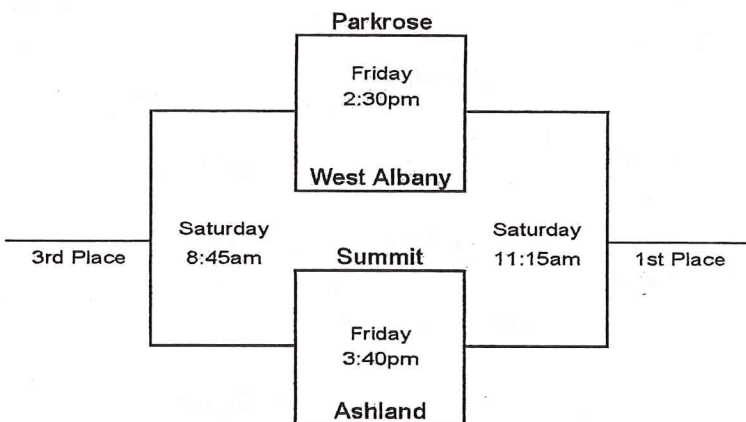 Parkrose
Friday
2:30pm
West Albany
Saturday
8:45am
3rd Place
Saturday
11:15am
1st Place
Summit
Friday
3:40pm
Ashland